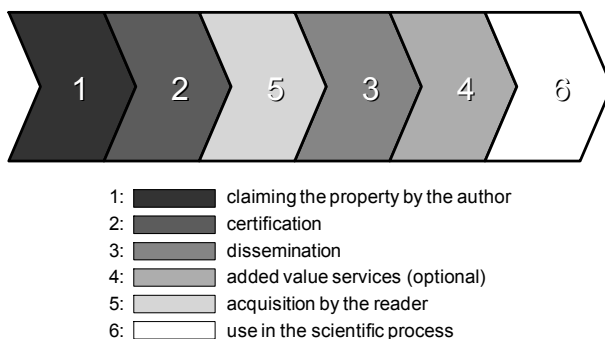 1 2 5 3 4 6
1: claiming the property by the author
2: certification
3: dissemination
4: added value services (optional)
5: acquisition by the reader
6: use in the scientific process